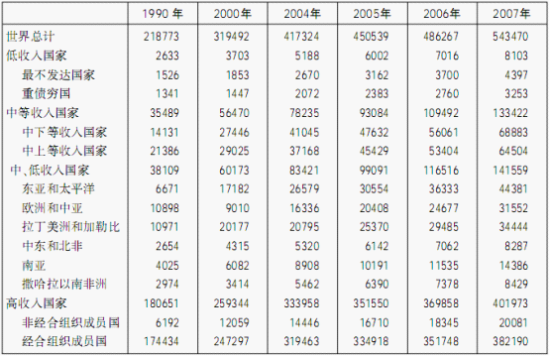 1990年 2000年 2004年 2005年 2006年 2007年
世界总计 218773 319492 417324 450539 486267 543470
低收入国家 2633 3703 5188 6002 7016 8103
最不发达国家 1526 1853 2670 3162 3700 4397
重债穷国 1341 1447 2072 2383 2760 3253
中等收入国家 35489 56470 78235 93084 109492 133422
中下等收入国家 14131 27446 41045 47632 56061 68883
中上等收入国家 21386 29025 37168 45429 53404 64504
中、低收入国家 38109 60173 83421 99091 116516 141559
东亚和太平洋 6671 17182 26579 30554 36333 44381
欧洲和中亚 10898 9010 16336 20408 24677 31552
拉丁美洲和加勒比 10971 20177 20795 25370 29485 34444
中东和北非 2654 4315 5320 6142 7062 8287
南亚 4025 6082 8908 10191 11535 14386
撒哈拉以南非洲 2974 3414 5462 6390 7378 8429
高收入国家 180651 259344 333958 351550 369858 401973
非经合组织成员国 6192 12059 14446 16710 18345 20081
经合组织成员国 174434 247297 319463 334918 351748 382190